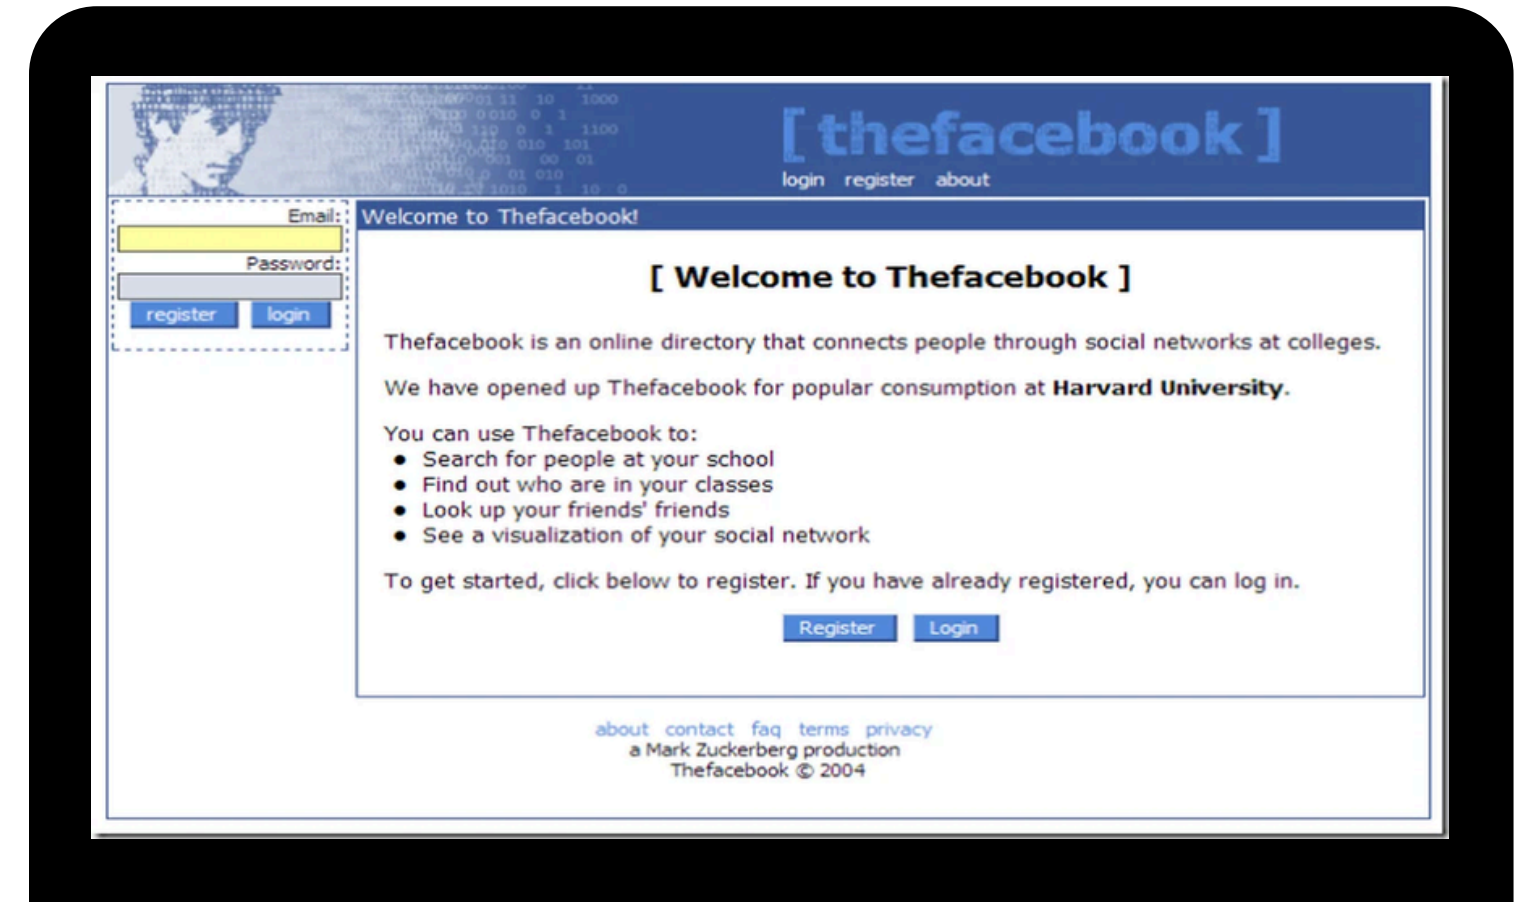 [ thefacebook ]
login register about
Email:
Password:
register login
Welcome to Thefacebook!
[ Welcome to Thefacebook ]
Thefacebook is an online directory that connects people through social networks at colleges.
We have opened up Thefacebook for popular consumption at Harvard University.
You can use Thefacebook to:
● Search for people at your school
● Find out who are in your classes
● Look up your friends' friends
● See a visualization of your social network
To get started, click below to register. If you have already registered, you can log in.
Register Login
about contact faq terms privacy
a Mark Zuckerberg production
Thefacebook © 2004